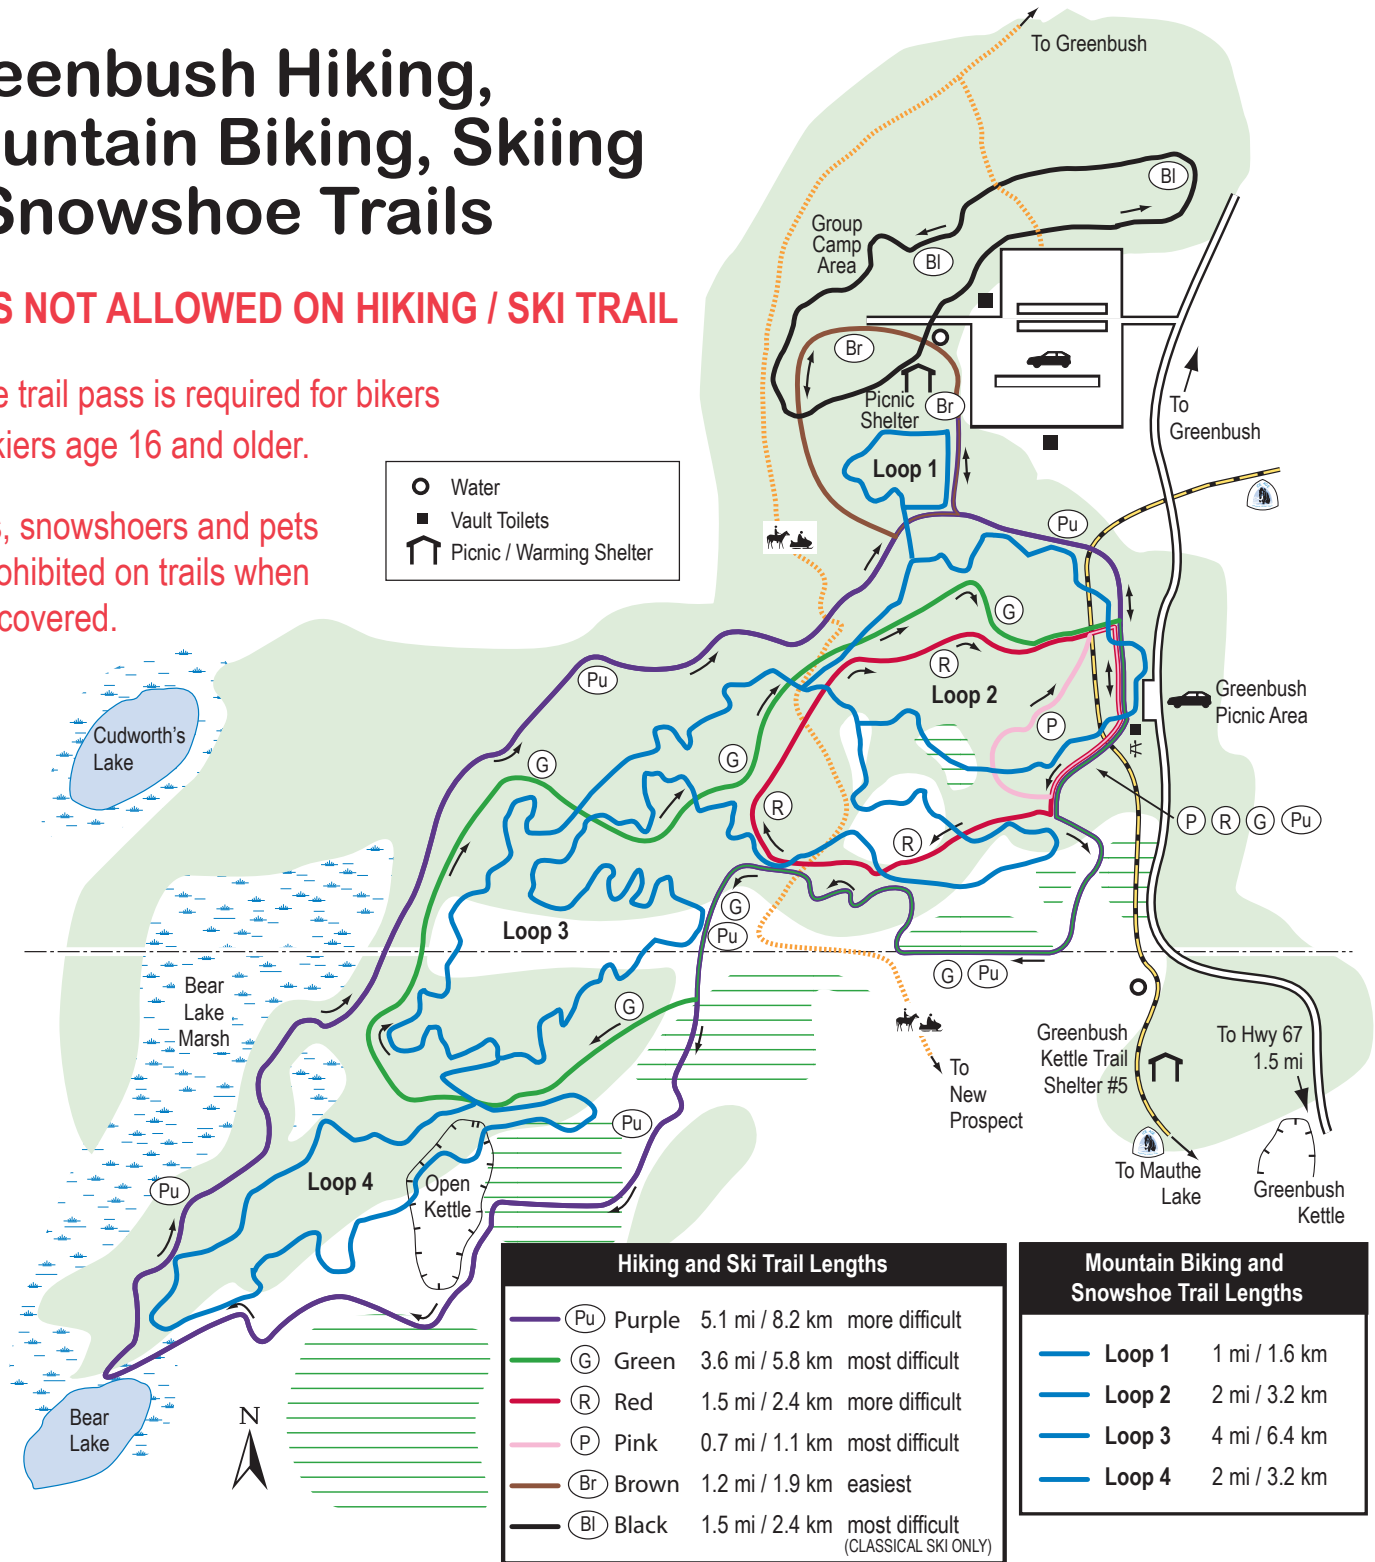 eenbush Hiking,
untain Biking, Skiing
Snowshoe Trails
S NOT ALLOWED ON HIKING / SKI TRAIL
e trail pass is required for bikers
kiers age 16 and older.
s, snowshoers and pets
ohibited on trails when
covered.
Water
Vault Toilets
Picnic / Warming Shelter
To Greenbush
Bl
Group
Camp
Area
Bl
Br
Picnic
Shelter
Br
To
Greenbush
Loop 1
Pu
G
Pu
R
Loop 2
Greenbush
Picnic Area
P
Cudworth's
Lake
G
G
R
R
P R G Pu
G
Pu
Loop 3
G Pu
Bear
Lake
Marsh
G
Greenbush
Kettle Trail
Shelter #5
To Hwy 67
1.5 mi
To
New
Prospect
Pu
Loop 4
Open
Kettle
Pu
To Mauthe
Lake
Greenbush
Kettle
Bear
Lake
N
Hiking and Ski Trail Lengths
Pu Purple 5.1 mi / 8.2 km more difficult
G Green 3.6 mi / 5.8 km most difficult
R Red 1.5 mi / 2.4 km more difficult
P Pink 0.7 mi / 1.1 km most difficult
Br Brown 1.2 mi / 1.9 km easiest
Bl Black 1.5 mi / 2.4 km most difficult
(CLASSICAL SKI ONLY)
Mountain Biking and
Snowshoe Trail Lengths
Loop 1 1 mi / 1.6 km
Loop 2 2 mi / 3.2 km
Loop 3 4 mi / 6.4 km
Loop 4 2 mi / 3.2 km